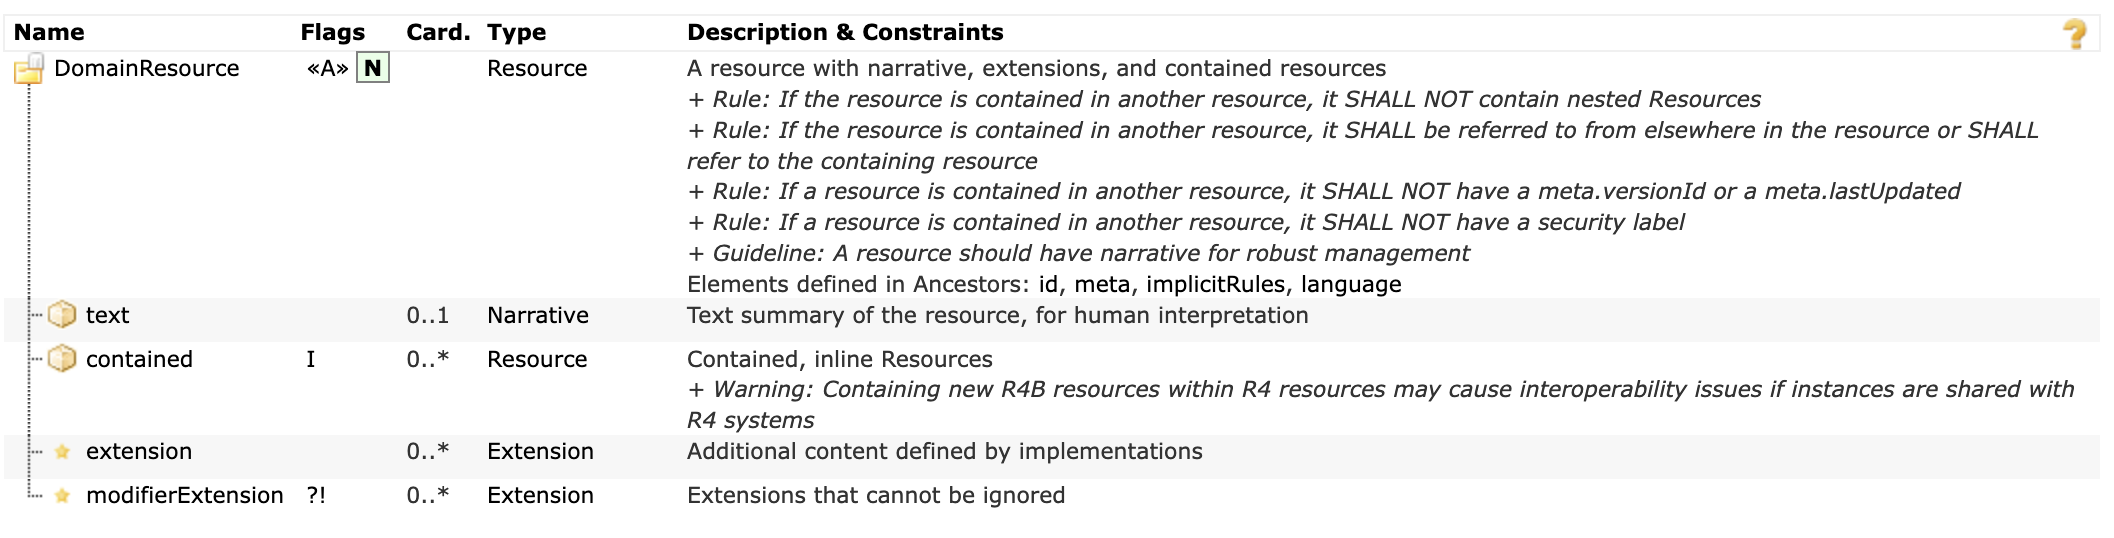 Name Flags Card. Type Description & Constraints
DomainResource «A» N Resource A resource with narrative, extensions, and contained resources
+ Rule: If the resource is contained in another resource, it SHALL NOT contain nested Resources
+ Rule: If the resource is contained in another resource, it SHALL be referred to from elsewhere in the resource or SHALL
refer to the containing resource
+ Rule: If a resource is contained in another resource, it SHALL NOT have a meta.versionId or a meta.lastUpdated
+ Rule: If a resource is contained in another resource, it SHALL NOT have a security label
+ Guideline: A resource should have narrative for robust management
Elements defined in Ancestors: id, meta, implicitRules, language
text 0..1 Narrative Text summary of the resource, for human interpretation
contained I 0..* Resource Contained, inline Resources
+ Warning: Containing new R4B resources within R4 resources may cause interoperability issues if instances are shared with
R4 systems
extension 0..* Extension Additional content defined by implementations
modifierExtension ?! 0..* Extension Extensions that cannot be ignored